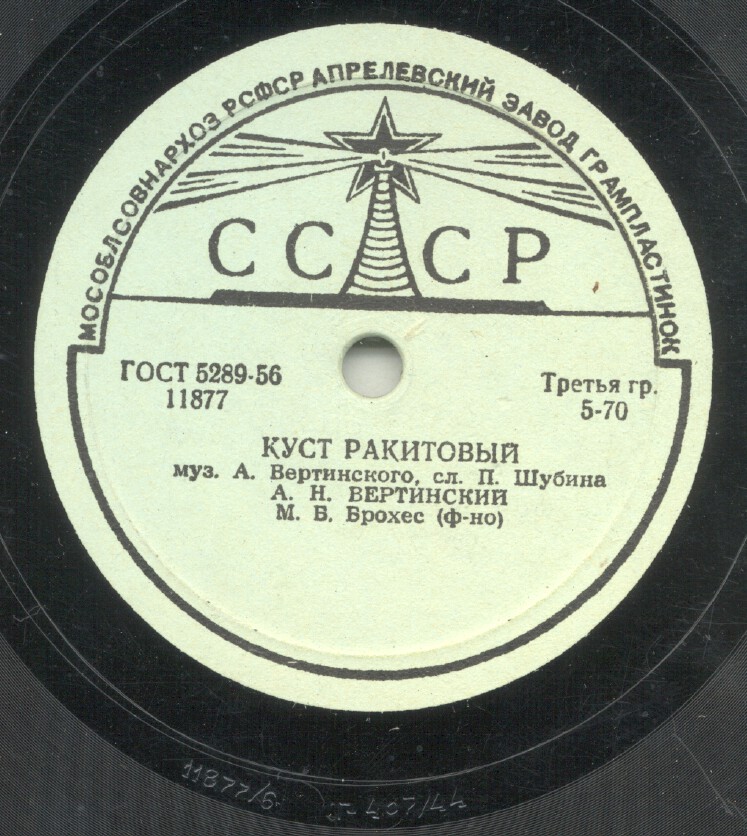 МОСОБЛСОВНАРХОЗ РСФСР АПРЕЛЕВСКИЙ ЗАВОД ГРАМПЛАСТИНОК
СССР
ГОСТ 5289-56
11877
Третья гр.
5-70
КУСТ РАКИТОВЫЙ
муз. А. Вертинского, сл. П. Шубина
А. Н. ВЕРТИНСКИЙ
М. Б. Брохес (ф-но)
11877/6